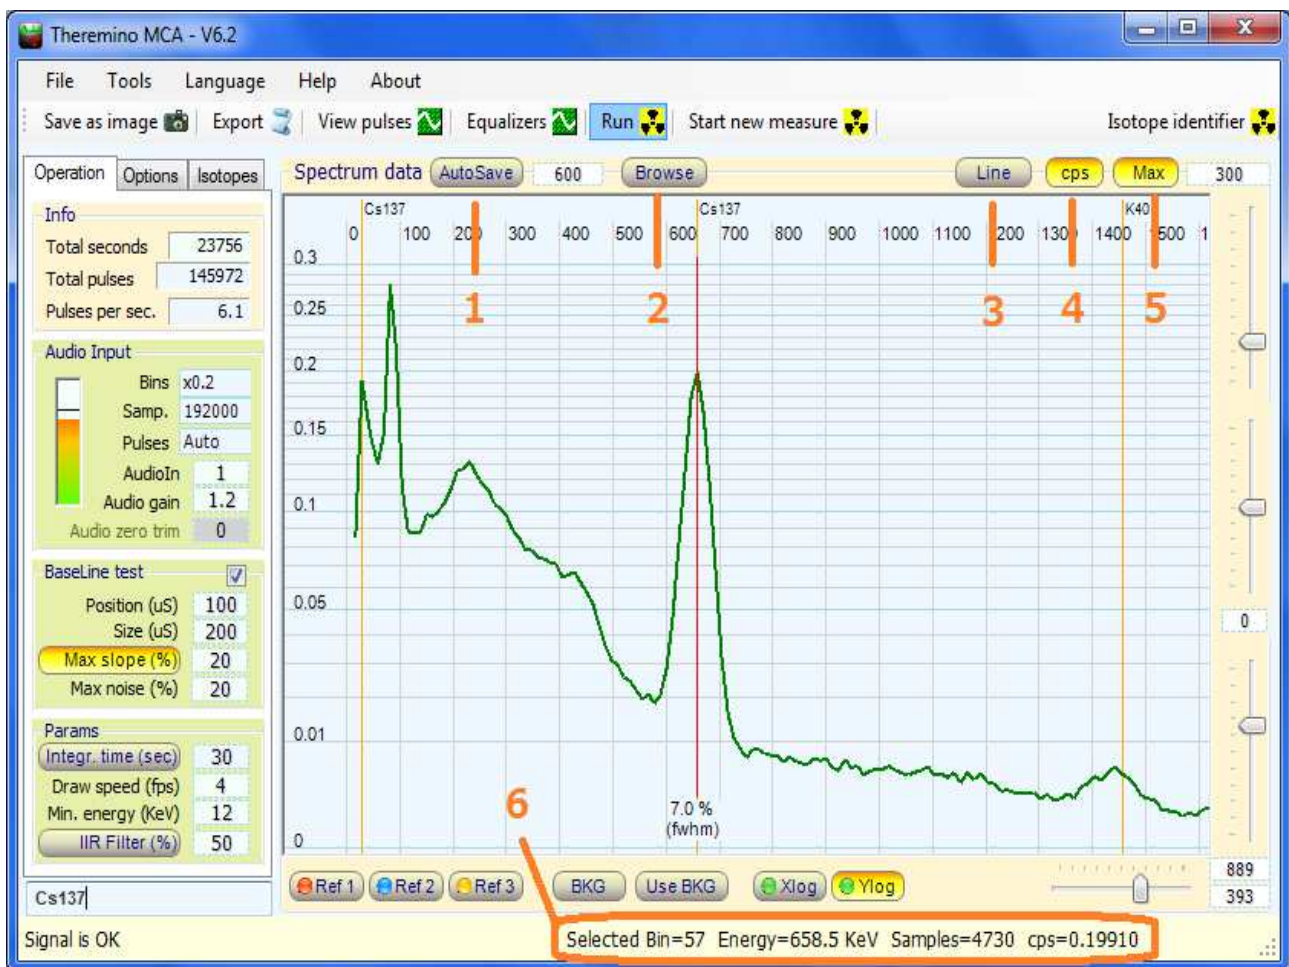 Theremino MCA - V6.2
File Tools Language Help About
Save as image Export View pulses Equalizers Run Start new measure Isotope identifier
Operation Options Isotopes
Spectrum data AutoSave 600 Browse Line cps Max 300
Info
Total seconds 23756
Total pulses 145972
Pulses per sec. 6.1
Audio Input
Bins x0.2
Samp. 192000
Pulses Auto
AudioIn 1
Audio gain 1.2
Audio zero trim 0
BaseLine test
Position (uS) 100
Size (uS) 200
Max slope (%) 20
Max noise (%) 20
Params
Integr. time (sec) 30
Draw speed (fps) 4
Min. energy (KeV) 12
IIR Filter (%) 50
Cs137
Signal is OK
Cs137 Cs137 K40
0 100 200 300 400 500 600 700 800 900 1000 1100 1200 1300 1400 1500 1
0.3
0.25
0.2
0.15
0.1
0.05
0.01
0
1 2 3 4 5
6
7.0 %
(fwhm)
0
Ref 1 Ref 2 Ref 3 BKG Use BKG Xlog Ylog
889
393
Selected Bin=57 Energy=658.5 KeV Samples=4730 cps=0.19910